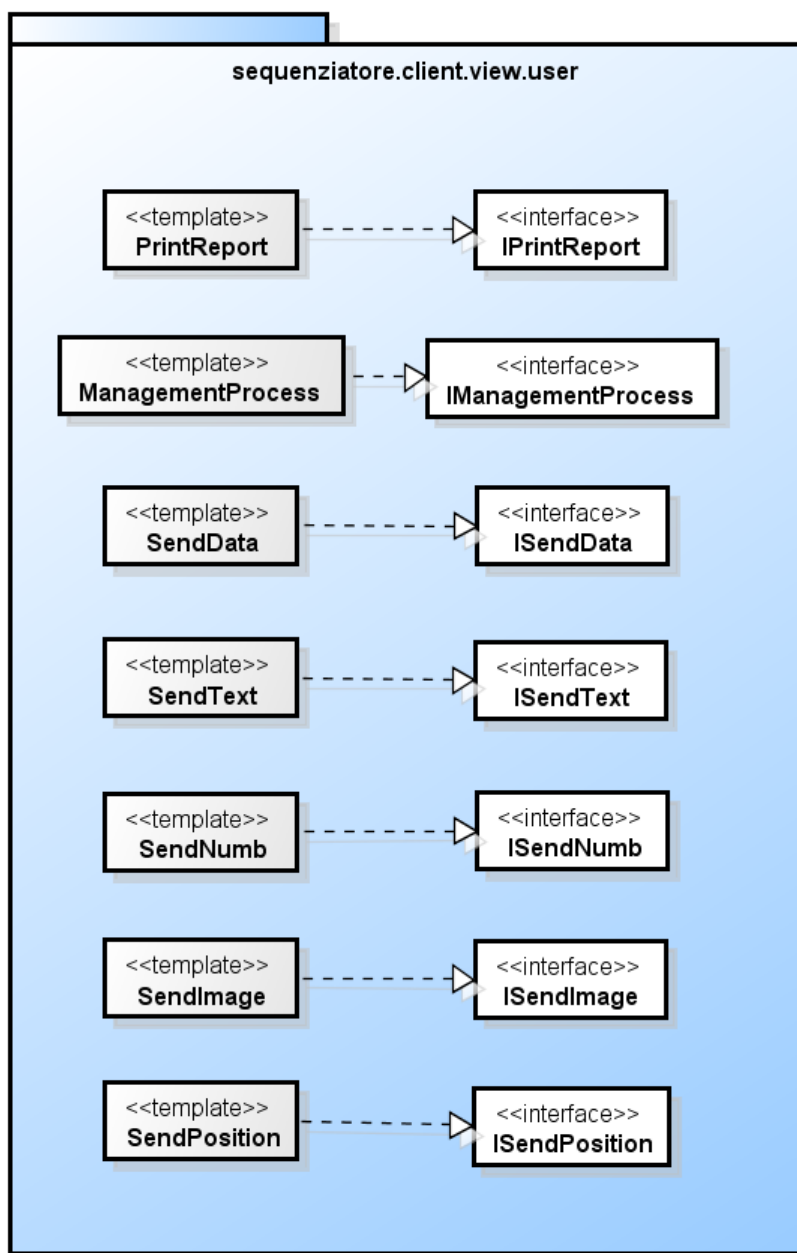 sequenziatore.client.view.user
<<template>> <<interface>>
PrintReport IPrintReport
<<template>> <<interface>>
ManagementProcess IManagementProcess
<<template>> <<interface>>
SendData ISendData
<<template>> <<interface>>
SendText ISendText
<<template>> <<interface>>
SendNumb ISendNumb
<<template>> <<interface>>
SendImage ISendImage
<<template>> <<interface>>
SendPosition ISendPosition